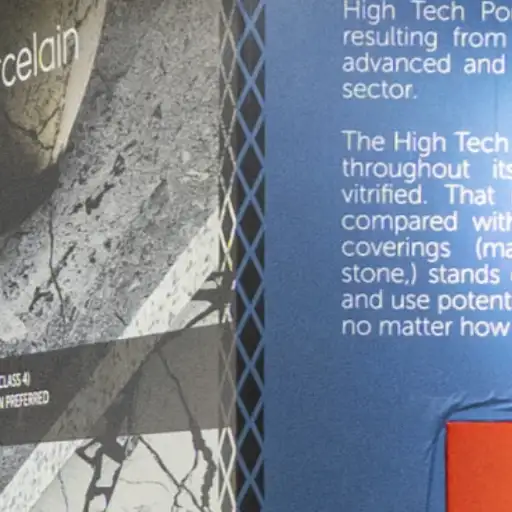 rcelain
CLASS 4)
N PREFERRED
High Tech Por
resulting from
advanced and
sector.
The High Tech
throughout its
vitrified. That
compared with
coverings (ma
stone,) stands
and use potent
no matter how